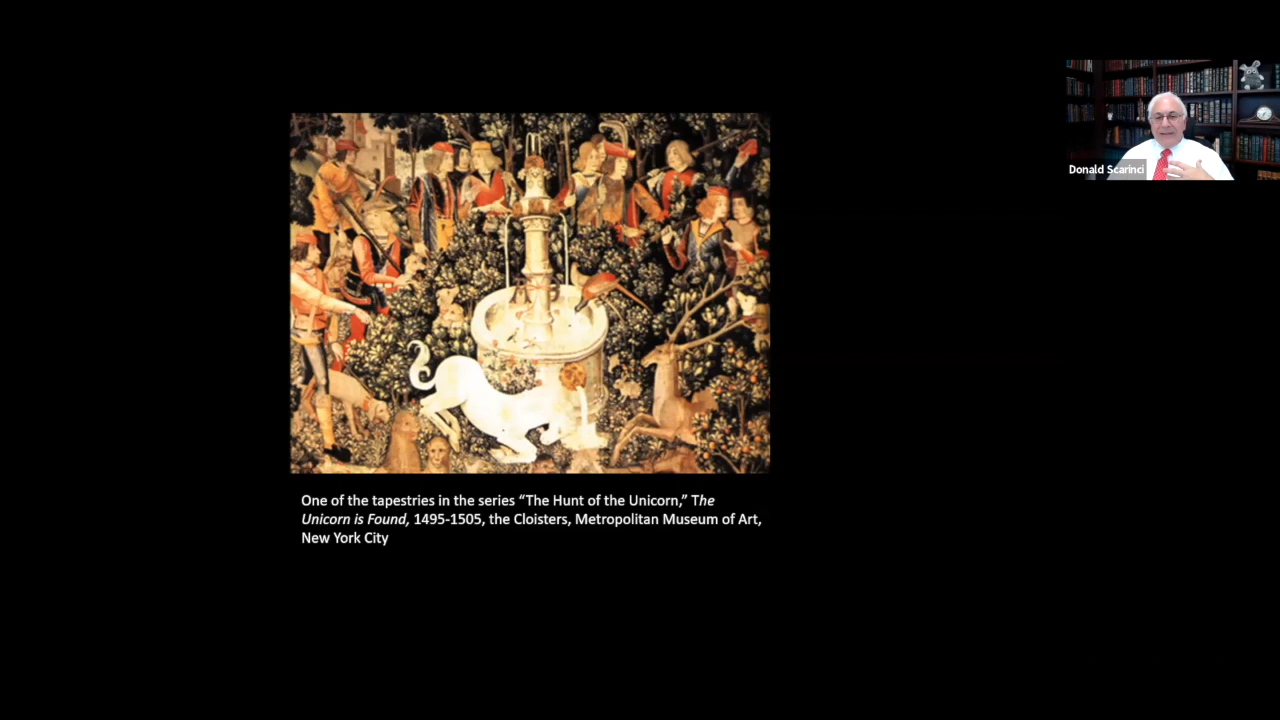 Donald Scarinci
One of the tapestries in the series “The Hunt of the Unicorn,” The
Unicorn is Found, 1495-1505, the Cloisters, Metropolitan Museum of Art,
New York City